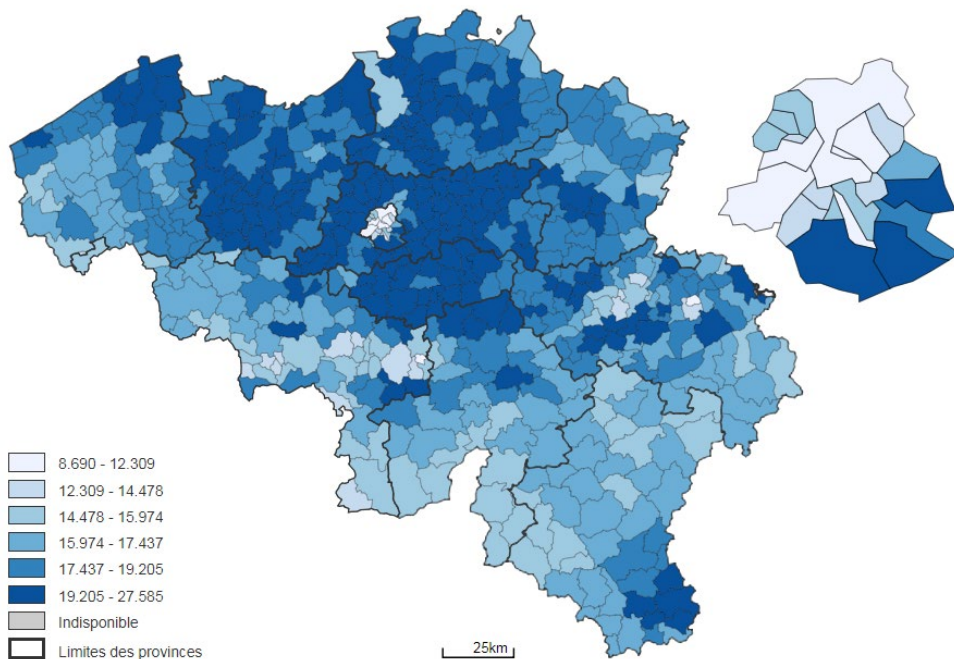 8.690 - 12.309
12.309 - 14.478
14.478 - 15.974
15.974 - 17.437
17.437 - 19.205
19.205 - 27.585
Indisponible
Limites des provinces
25km